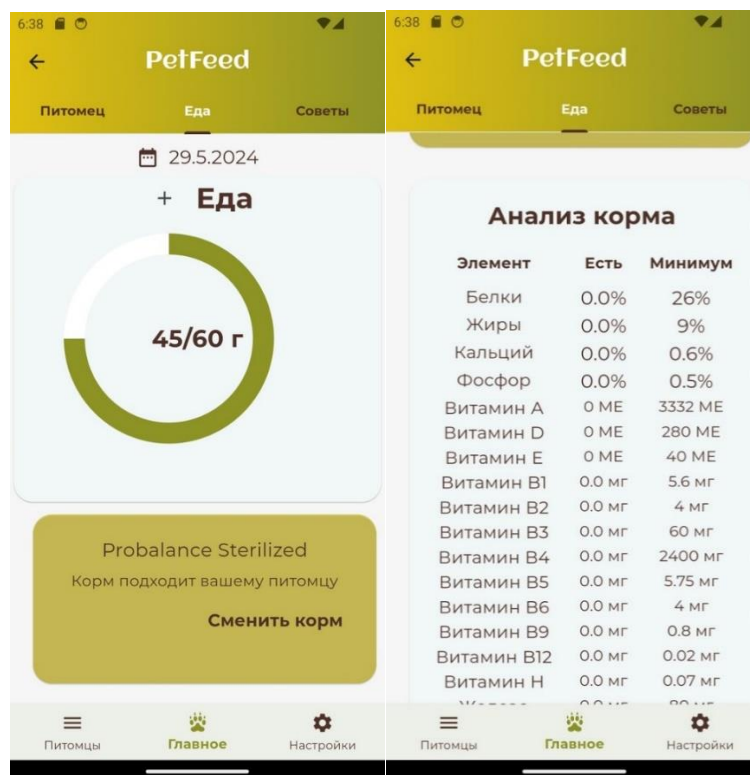 6:38
PetFeed
Питомец Еда Советы
29.5.2024
+ Еда
45/60 г
Probalance Sterilized
Корм подходит вашему питомцу
Сменить корм
Питомцы Главное Настройки
6:38
PetFeed
Питомец Еда Советы
Анализ корма
Элемент Есть Минимум
Белки 0.0% 26%
Жиры 0.0% 9%
Кальций 0.0% 0.6%
Фосфор 0.0% 0.5%
Витамин A 0 МЕ 3332 МЕ
Витамин D 0 МЕ 280 МЕ
Витамин E 0 МЕ 40 МЕ
Витамин B1 0.0 мг 5.6 мг
Витамин B2 0.0 мг 4 мг
Витамин B3 0.0 мг 60 мг
Витамин B4 0.0 мг 2400 мг
Витамин B5 0.0 мг 5.75 мг
Витамин B6 0.0 мг 4 мг
Витамин B9 0.0 мг 0.8 мг
Витамин B12 0.0 мг 0.02 мг
Витамин H 0.0 мг 0.07 мг
Питомцы Главное Настройки